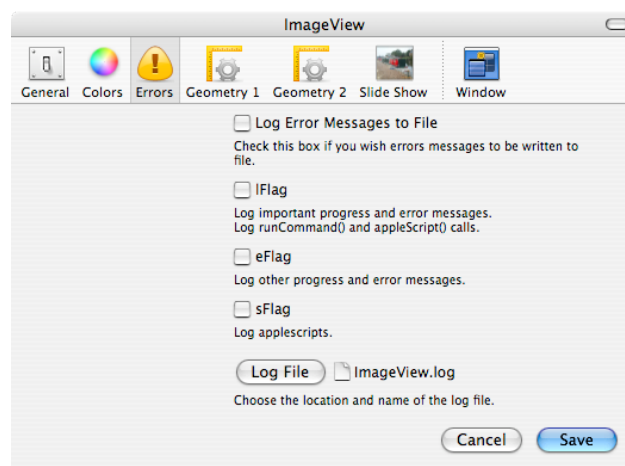 ImageView
General Colors Errors Geometry 1 Geometry 2 Slide Show Window
Log Error Messages to File
Check this box if you wish errors messages to be written to
file.
lFlag
Log important progress and error messages.
Log runCommand() and appleScript() calls.
eFlag
Log other progress and error messages.
sFlag
Log applescripts.
Log File ImageView.log
Choose the location and name of the log file.
Cancel Save